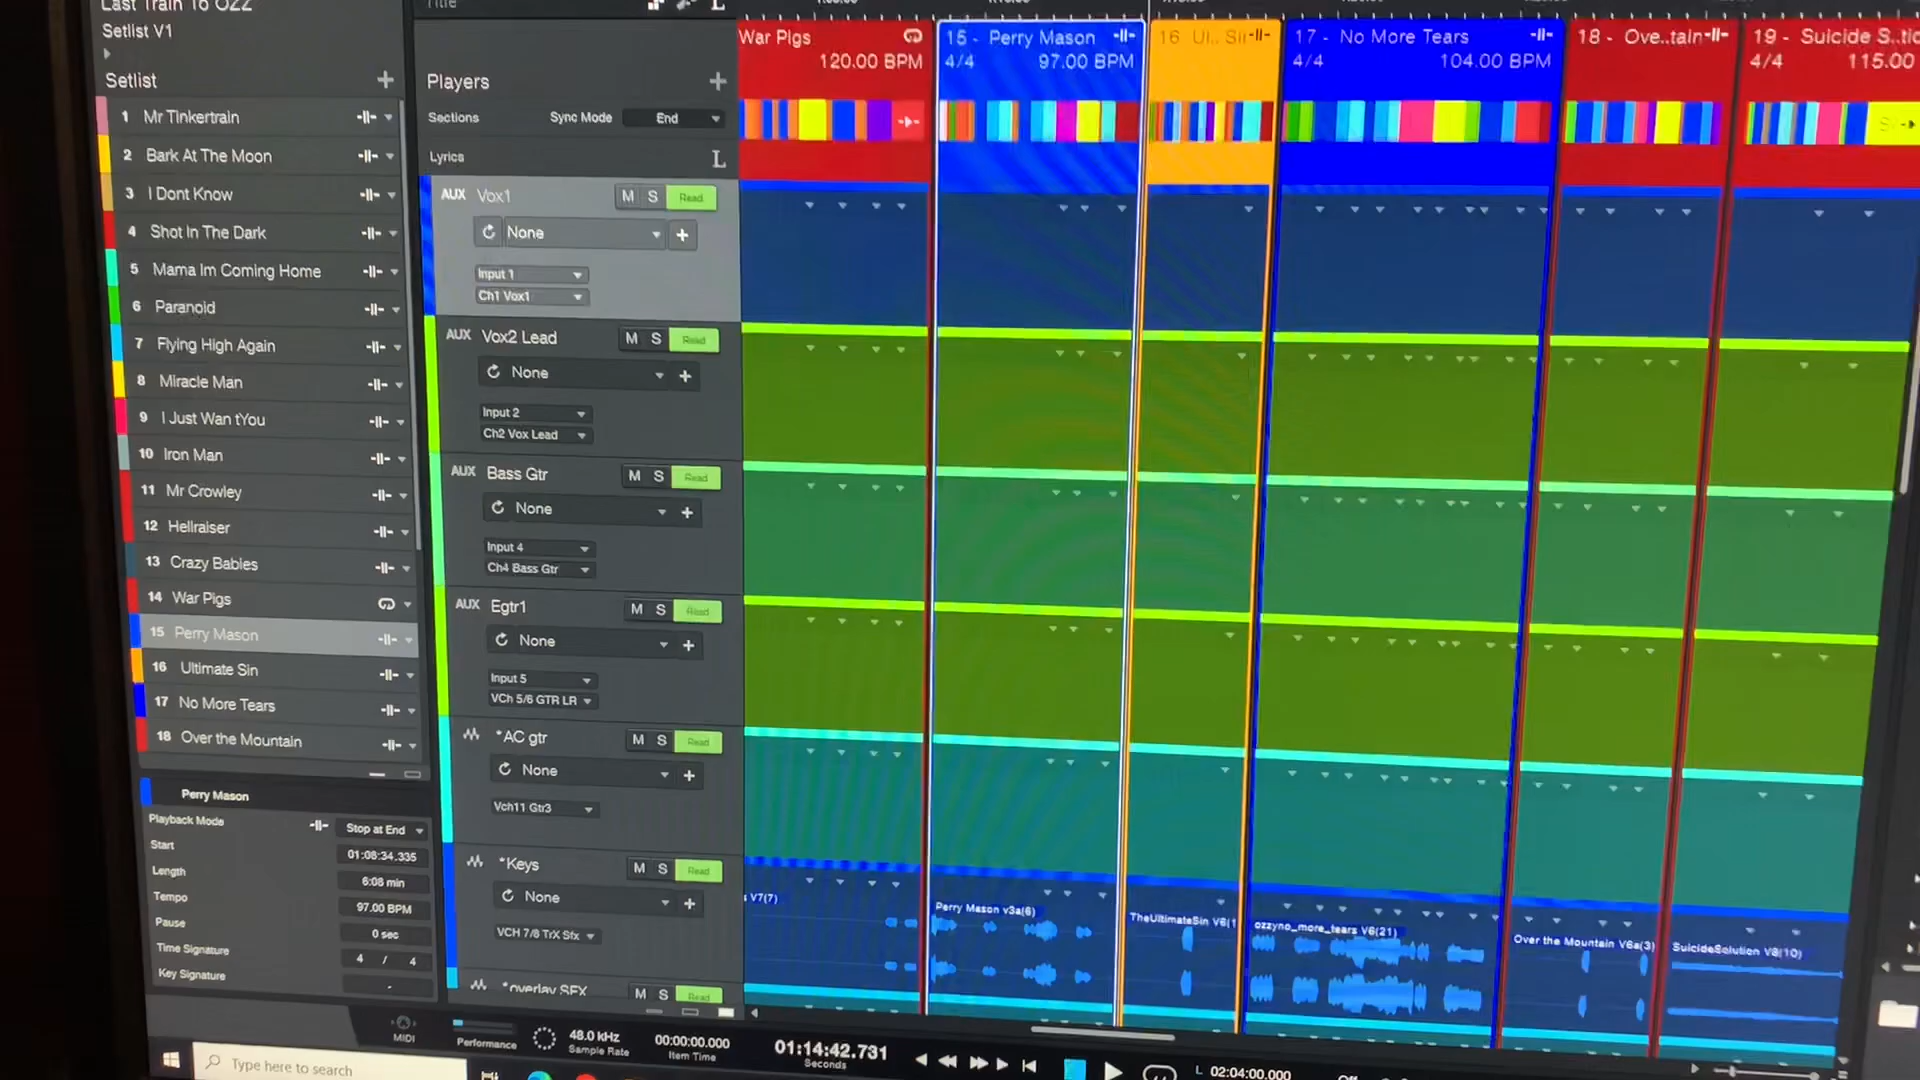 Last Train To OZZ
Setlist V1
Setlist
1 Mr Tinkertrain
2 Bark At The Moon
3 I Dont Know
4 Shot In The Dark
5 Mama Im Coming Home
6 Paranoid
7 Flying High Again
8 Miracle Man
9 I Just Wan tYou
10 Iron Man
11 Mr Crowley
12 Hellraiser
13 Crazy Babies
14 War Pigs
15 Perry Mason
16 Ultimate Sin
17 No More Tears
18 Over the Mountain
Perry Mason
Playback Mode Stop at End
Start 01:08:34.335
Length 6:08 min
Tempo 97.00 BPM
Pause 0 sec
Time Signature 4 / 4
Key Signature -
Title
Players
Sections Sync Mode End
Lyrics L
AUX Vox1 M S Read
None
Input 1
Ch1 Vox1
AUX Vox2 Lead M S Read
None
Input 2
Ch2 Vox Lead
AUX Bass Gtr M S Read
None
Input 4
Ch4 Bass Gtr
AUX Egtr1 M S Read
None
Input 5
VCh 5/6 GTR LR
*AC gtr M S Read
None
Vch11 Gtr3
*Keys M S Read
None
VCH 7/8 TrX Sfx
*overlay SFX M S Read
War Pigs
120.00 BPM
15 - Perry Mason
4/4 97.00 BPM
16 Ul.. Sin
17 - No More Tears
4/4 104.00 BPM
18 - Ove..tain
19 - Suicide S..tic
4/4 115.00
s V7(7)
Perry Mason v3a(6)
TheUltimateSin V6(1
ozzyno_more_tears V6(21)
Over the Mountain V6a(3)
SuicideSolution V8(10)
MIDI
Performance
48.0 kHz
Sample Rate
00:00:00.000
Item Time
01:14:42.731
Seconds
L 02:04:00.000
Off
Type here to search